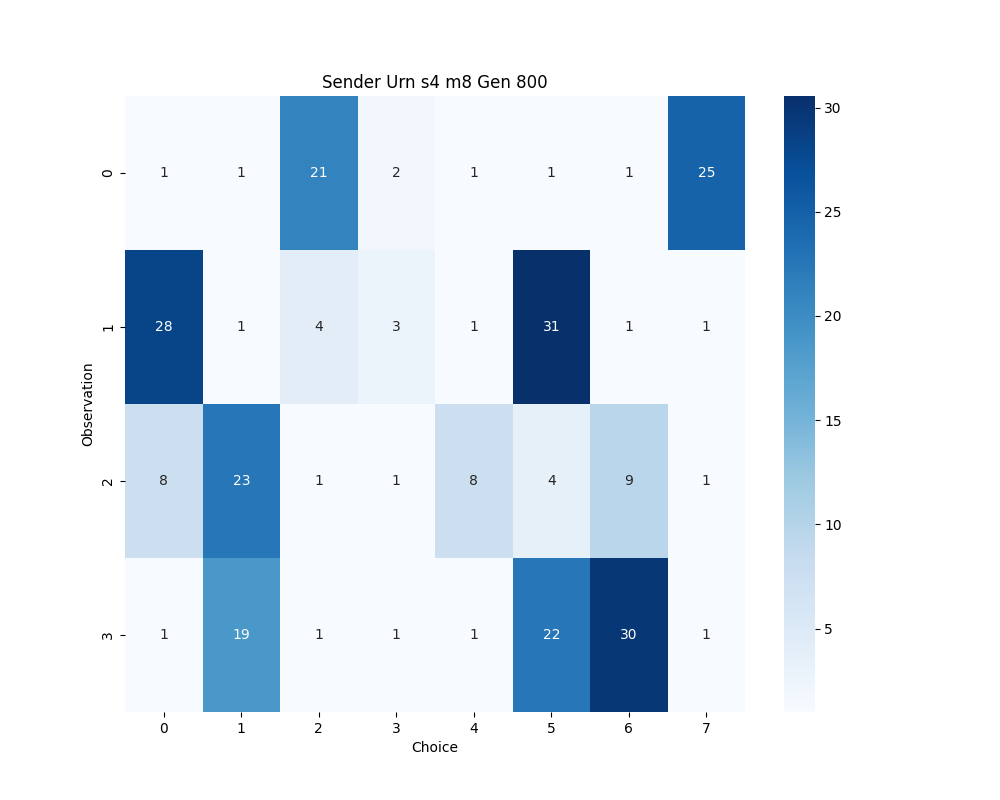 Sender Urn s4 m8 Gen 800
0 1 1 21 2 1 1 1 25
1 28 1 4 3 1 31 1 1
2 8 23 1 1 8 4 9 1
3 1 19 1 1 1 22 30 1
0 1 2 3 4 5 6 7
Choice
Observation
30
25
20
15
10
5